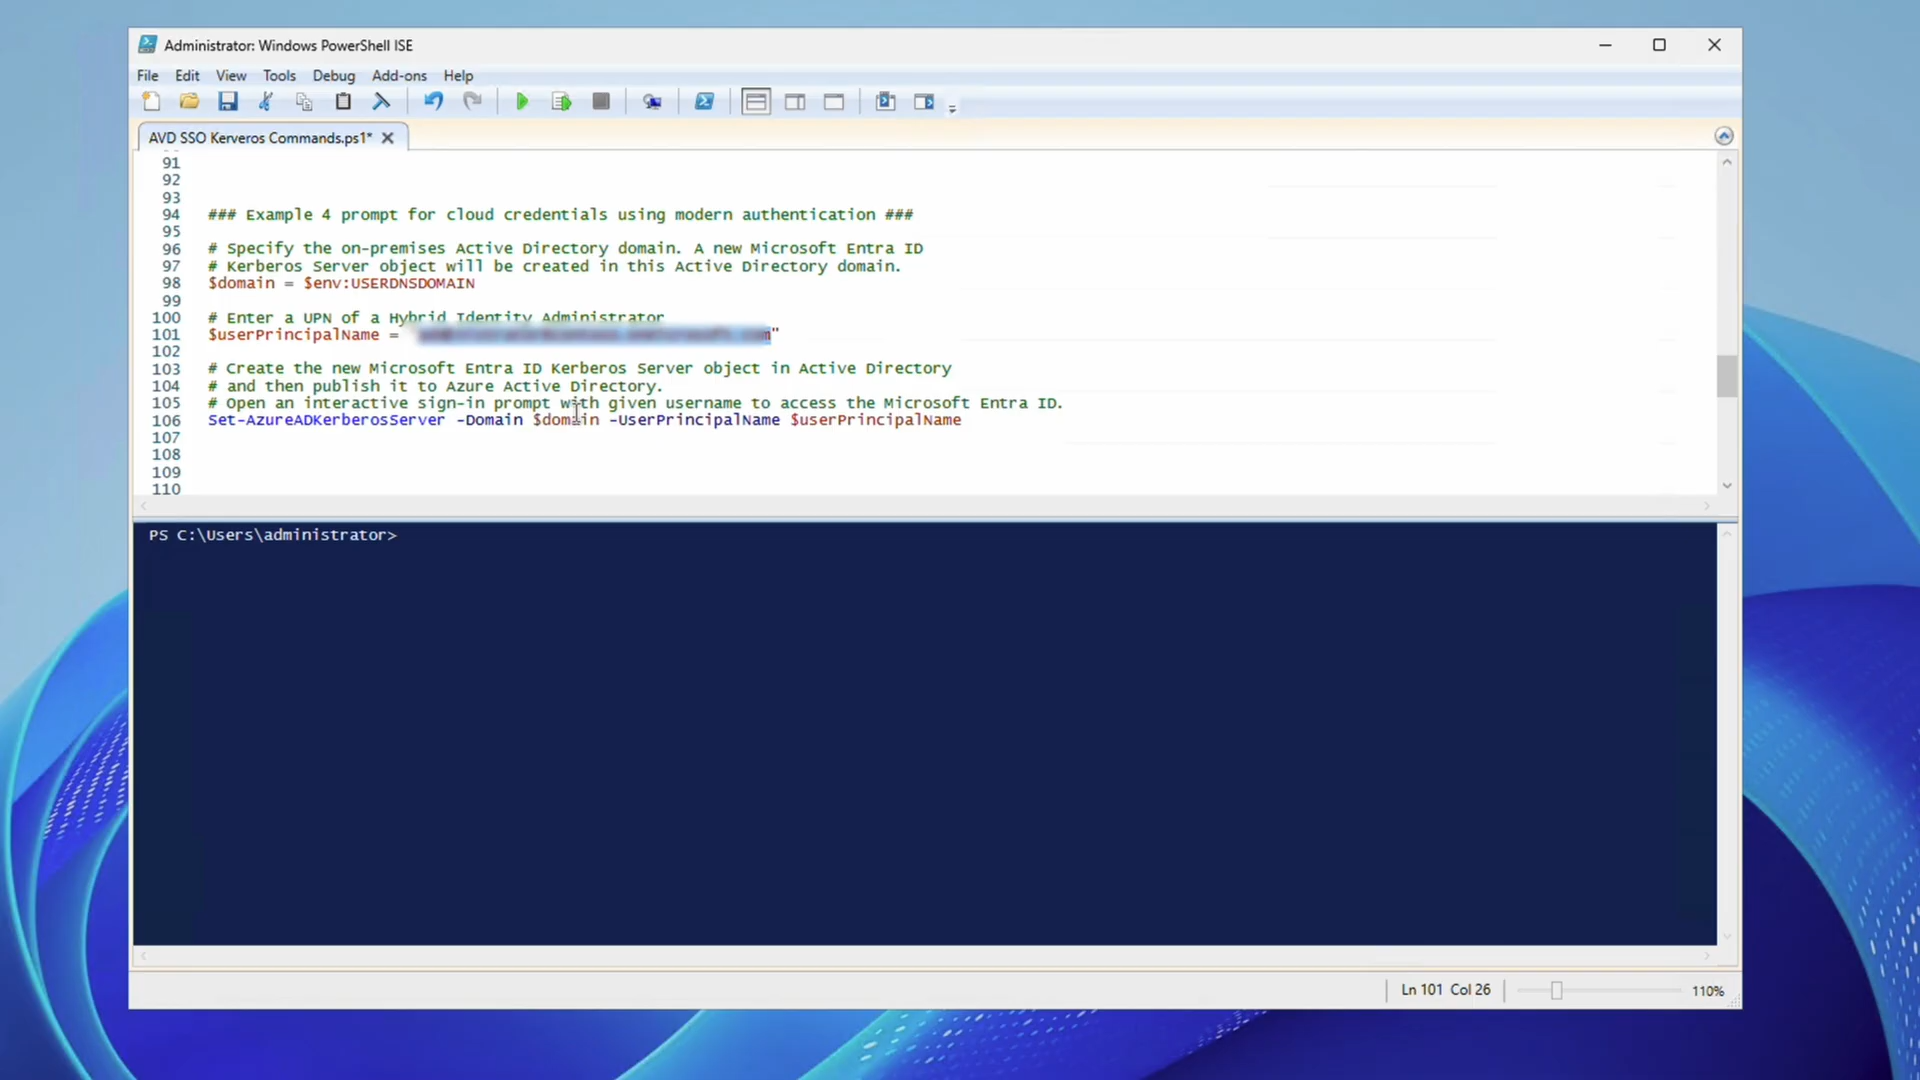 Administrator: Windows PowerShell ISE
File Edit View Tools Debug Add-ons Help
AVD SSO Kerveros Commands.ps1*
91
92
93
94 ### Example 4 prompt for cloud credentials using modern authentication ###
95
96 # Specify the on-premises Active Directory domain. A new Microsoft Entra ID
97 # Kerberos Server object will be created in this Active Directory domain.
98 $domain = $env:USERDNSDOMAIN
99
100 # Enter a UPN of a Hybrid Identity Administrator
101 $userPrincipalName = "
102
103 # Create the new Microsoft Entra ID Kerberos Server object in Active Directory
104 # and then publish it to Azure Active Directory.
105 # Open an interactive sign-in prompt with given username to access the Microsoft Entra ID.
106 Set-AzureADKerberosServer -Domain $domain -UserPrincipalName $userPrincipalName
107
108
109
110
PS C:\Users\administrator>
Ln 101 Col 26 110%